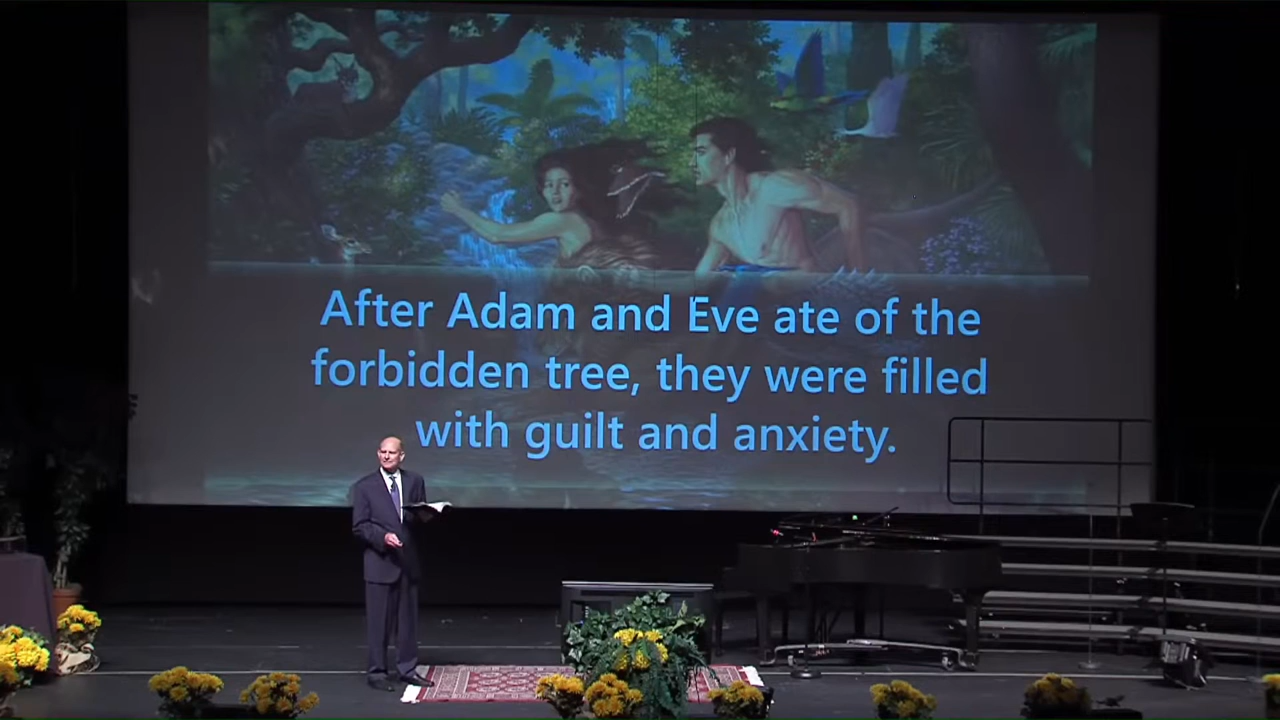 After Adam and Eve ate of the
forbidden tree, they were filled
with guilt and anxiety.